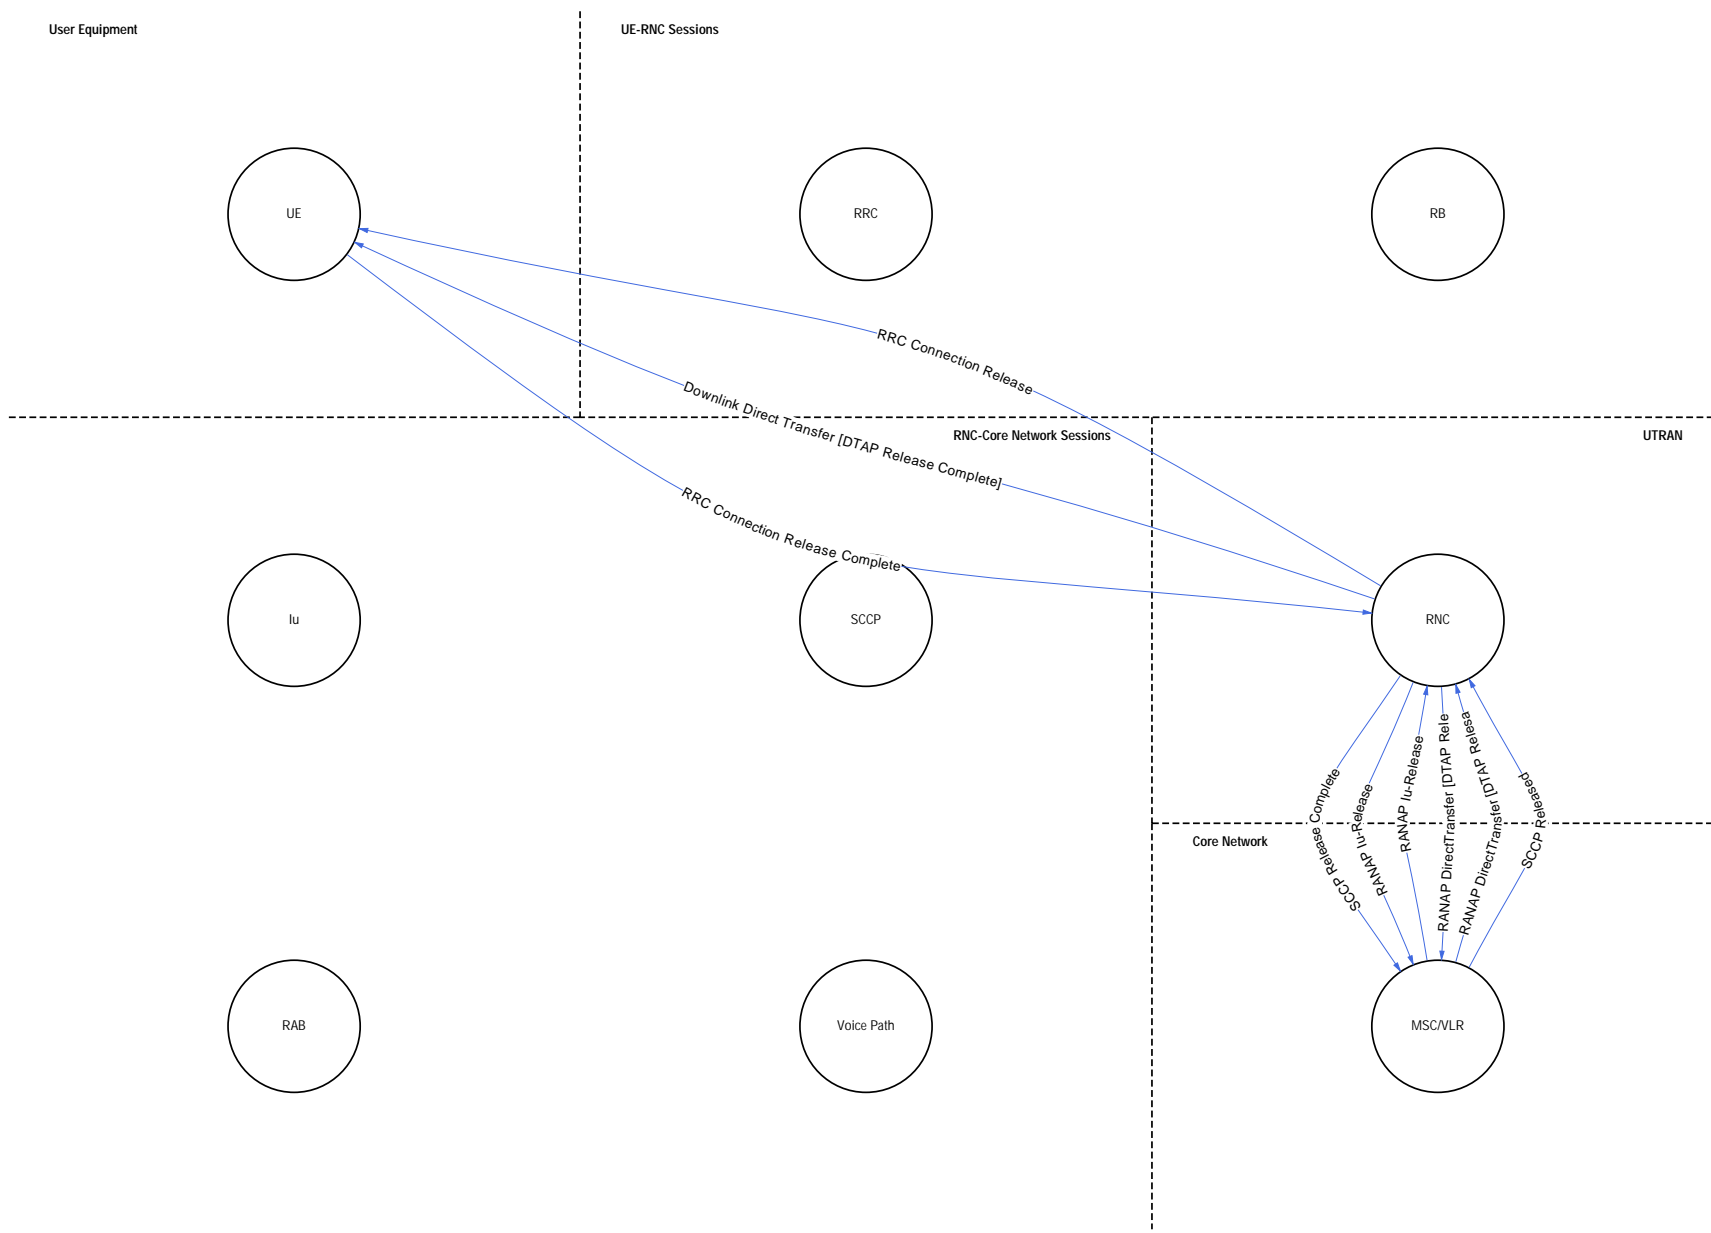 User Equipment
UE-RNC Sessions
UE
RRC
RB
RRC Connection Release
Downlink Direct Transfer [DTAP Release Complete]
RRC Connection Release Complete
RNC-Core Network Sessions
UTRAN
Iu
SCCP
RNC
SCCP Release Complete
RANAP Iu-Release
RANAP Iu-Release
RANAP DirectTransfer [DTAP Rele
RANAP DirectTransfer [DTAP Relesa
SCCP Released
Core Network
RAB
Voice Path
MSC/VLR